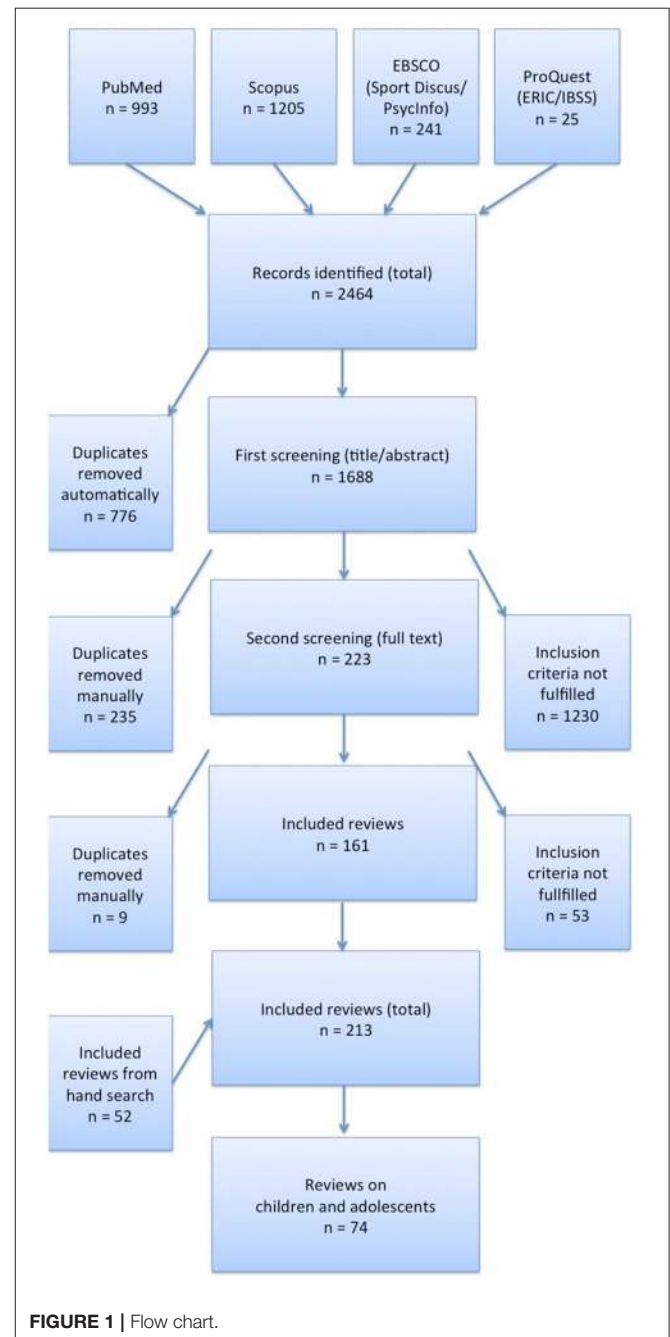 PubMed
n = 993
Scopus
n = 1205
EBSCO
(Sport Discus/
PsycInfo)
n = 241
ProQuest
(ERIC/IBSS)
n = 25
Records identified (total)
n = 2464
Duplicates
removed
automatically
n = 776
First screening (title/abstract)
n = 1688
Duplicates
removed
manually
n = 235
Second screening (full text)
n = 223
Inclusion
criteria not
fulfilled
n = 1230
Duplicates
removed
manually
n = 9
Included reviews
n = 161
Inclusion
criteria not
fullfilled
n = 53
Included
reviews from
hand search
n = 52
Included reviews (total)
n = 213
Reviews on
children and adolescents
n = 74
FIGURE 1 | Flow chart.